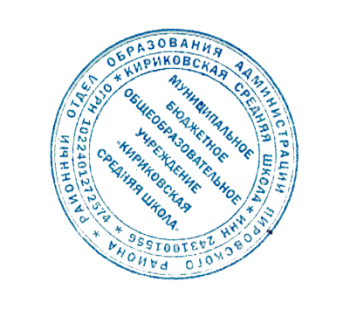 РАЙОННЫЙ ОТДЕЛ ОБРАЗОВАНИЯ АДМИНИСТРАЦИИ ПИРОВСКОГО РАЙОНА *
* КИРИКОВСКАЯ СРЕДНЯЯ ШКОЛА * ИНН 2431001556 * ОГРН 1022401272574
МУНИЦИПАЛЬНОЕ
БЮДЖЕТНОЕ
ОБЩЕОБРАЗОВАТЕЛЬНОЕ
УЧРЕЖДЕНИЕ
"КИРИКОВСКАЯ
СРЕДНЯЯ ШКОЛА"